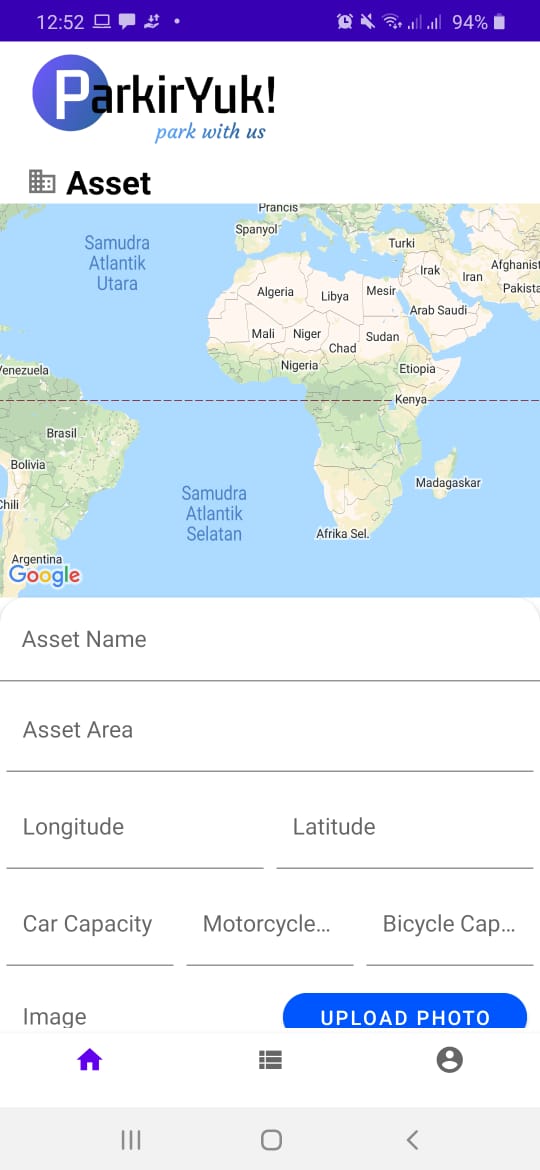 12:52 94%
ParkirYuk!
park with us
Asset
Prancis
Spanyol
Samudra
Atlantik
Utara
Turki
Irak
Iran
Afghanist
Pakista
Algeria
Libya
Mesir
Arab Saudi
Mali
Niger
Chad
Sudan
Nigeria
Etiopia
Venezuela
Kenya
Brasil
Bolivia
Chili
Samudra
Atlantik
Selatan
Madagaskar
Afrika Sel.
Argentina
Google
Asset Name
Asset Area
Longitude Latitude
Car Capacity Motorcycle... Bicycle Cap...
Image UPLOAD PHOTO